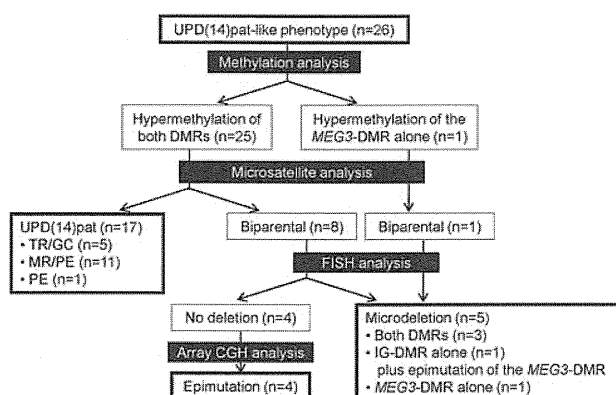 UPD(14)pat-like phenotype (n=26)
Methylation analysis
Hypermethylation of
both DMRs (n=25)
Hypermethylation of the
MEG3-DMR alone (n=1)
Microsatellite analysis
UPD(14)pat (n=17)
• TR/GC (n=5)
• MR/PE (n=11)
• PE (n=1)
Biparental (n=8)
Biparental (n=1)
FISH analysis
No deletion (n=4)
Array CGH analysis
Epimutation (n=4)
Microdeletion (n=5)
• Both DMRs (n=3)
• IG-DMR alone (n=1)
plus epimutation of the MEG3-DMR
• MEG3-DMR alone (n=1)